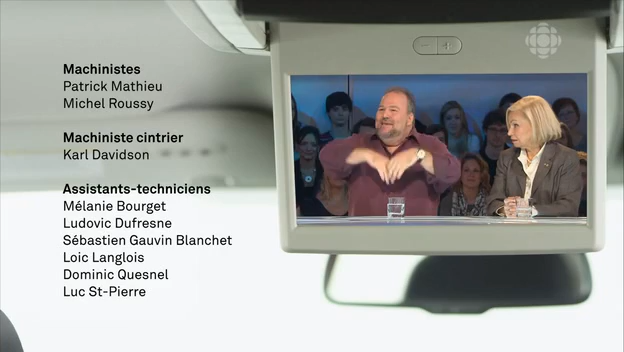 Machinistes
Patrick Mathieu
Michel Roussy
Machiniste cintrier
Karl Davidson
Assistants-techniciens
Mélanie Bourget
Ludovic Dufresne
Sébastien Gauvin Blanchet
Loic Langlois
Dominic Quesnel
Luc St-Pierre